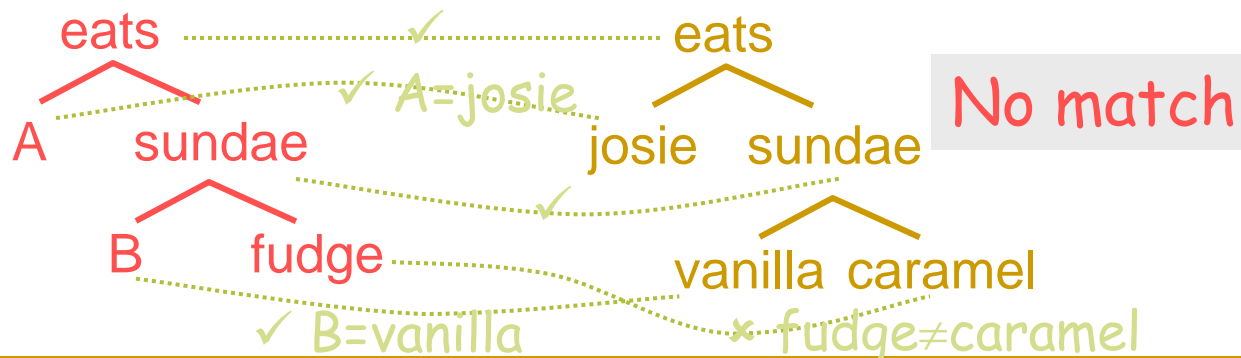 eats ✓ eats
✓ A=josie No match
A sundae josie sundae
✓
B fudge vanilla caramel
✓ B=vanilla ✘ fudge≠caramel